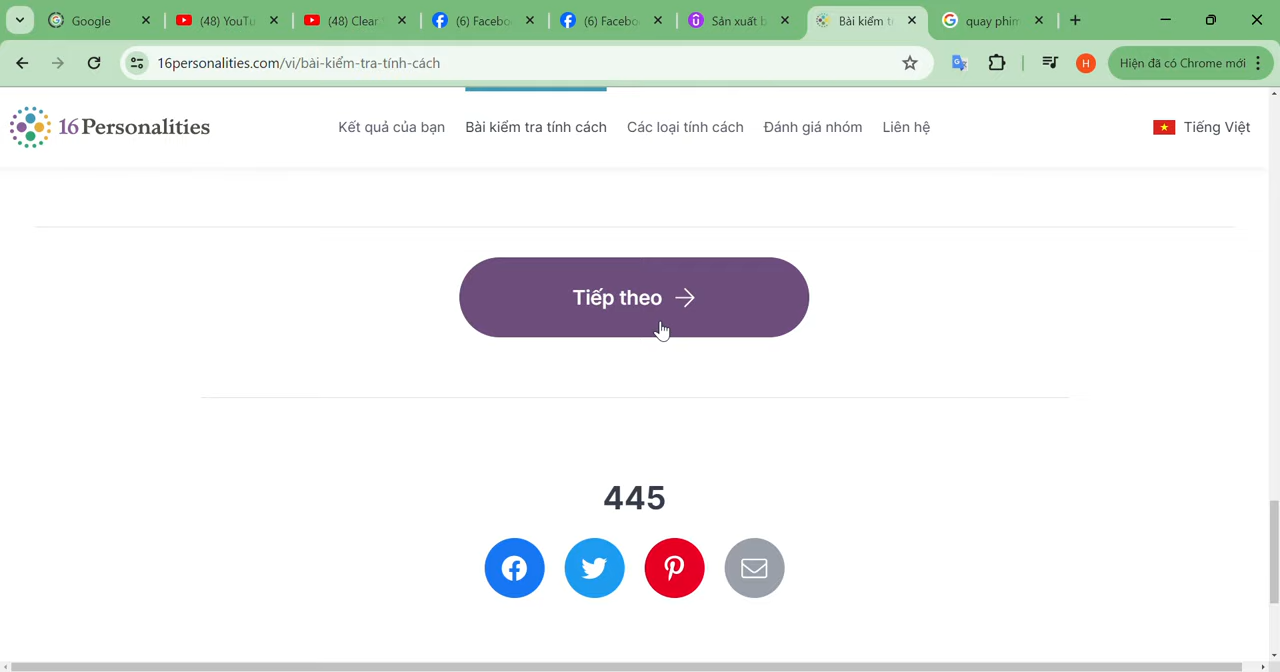 Google
(48) YouTu
(48) Clear
(6) Facebo
(6) Facebo
Sản xuất b
Bài kiểm t
quay phim
16personalities.com/vi/bài-kiểm-tra-tính-cách
H
Hiện đã có Chrome mới
16Personalities
Kết quả của bạn
Bài kiểm tra tính cách
Các loại tính cách
Đánh giá nhóm
Liên hệ
Tiếng Việt
Tiếp theo
445